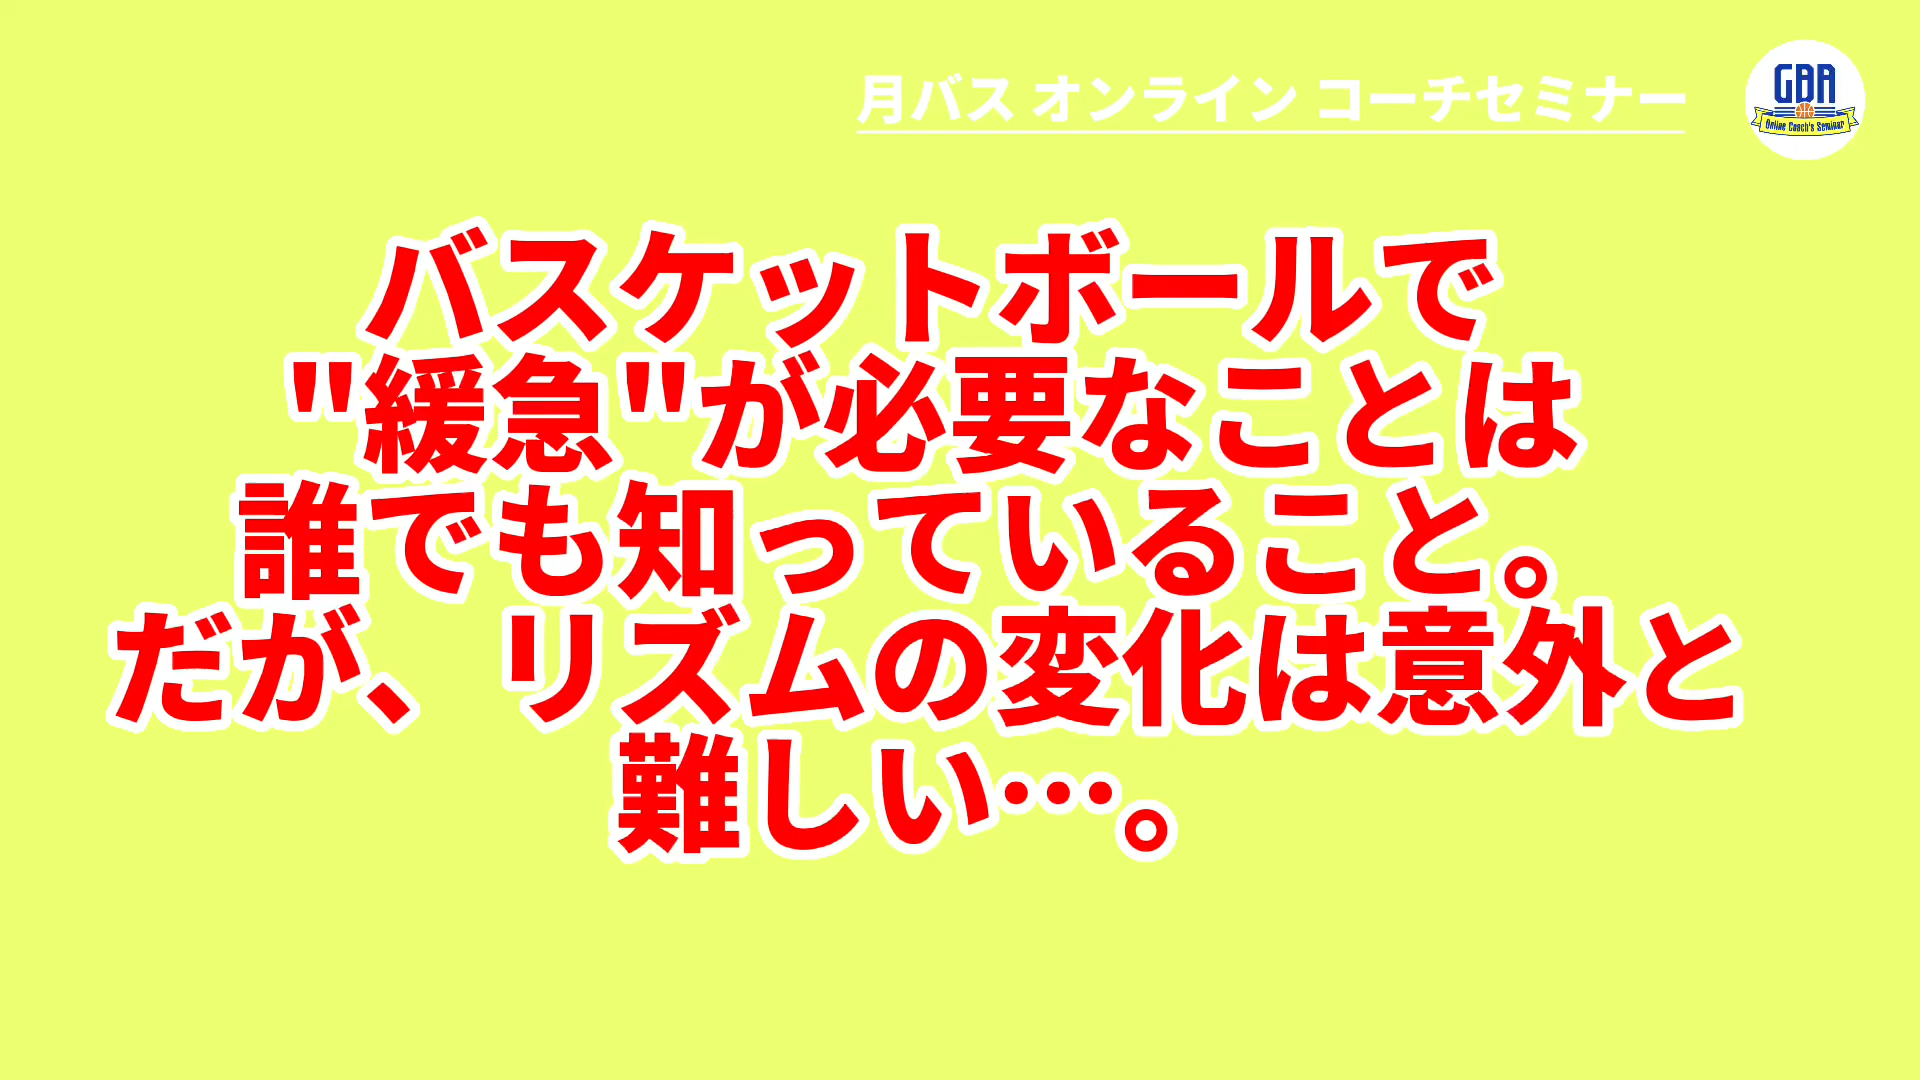 月バス オンライン コーチセミナー
GBA
Online Coach's Seminar
バスケットボールで
"緩急"が必要なことは
誰でも知っていること。
だが、リズムの変化は意外と
難しい…。